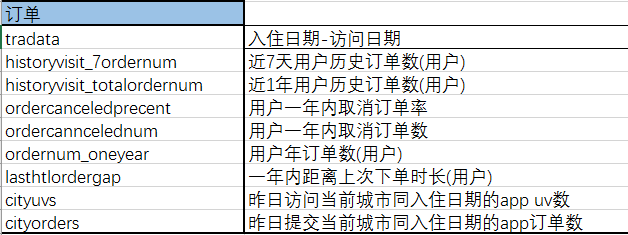 订单
tradata 入住日期-访问日期
historyvisit_7ordernum 近7天用户历史订单数(用户)
historyvisit_totalordernum 近1年用户历史订单数(用户)
ordercanceledprecent 用户一年内取消订单率
ordercanncelednum 用户一年内取消订单数
ordernum_oneyear 用户年订单数(用户)
lasthtlordergap 一年内距离上次下单时长(用户)
cityuvs 昨日访问当前城市同入住日期的app uv数
cityorders 昨日提交当前城市同入住日期的app订单数